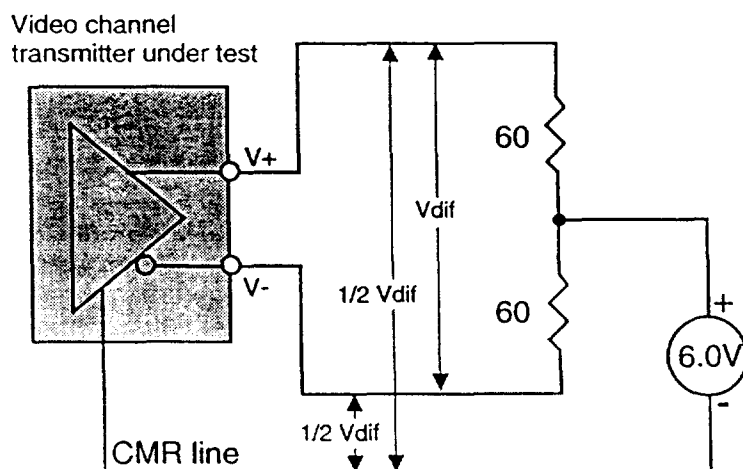 Video channel
transmitter under test
V+
V-
60
60
Vdif
1/2 Vdif
1/2 Vdif
+
6.0V
-
CMR line